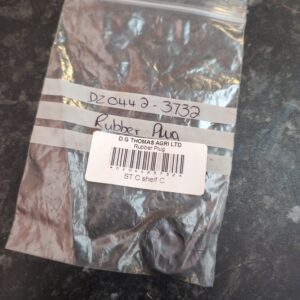 DZ0442-3732
Rubber Plug
D G THOMAS AGRI LTD
Rubber Plug
ST C shelf C